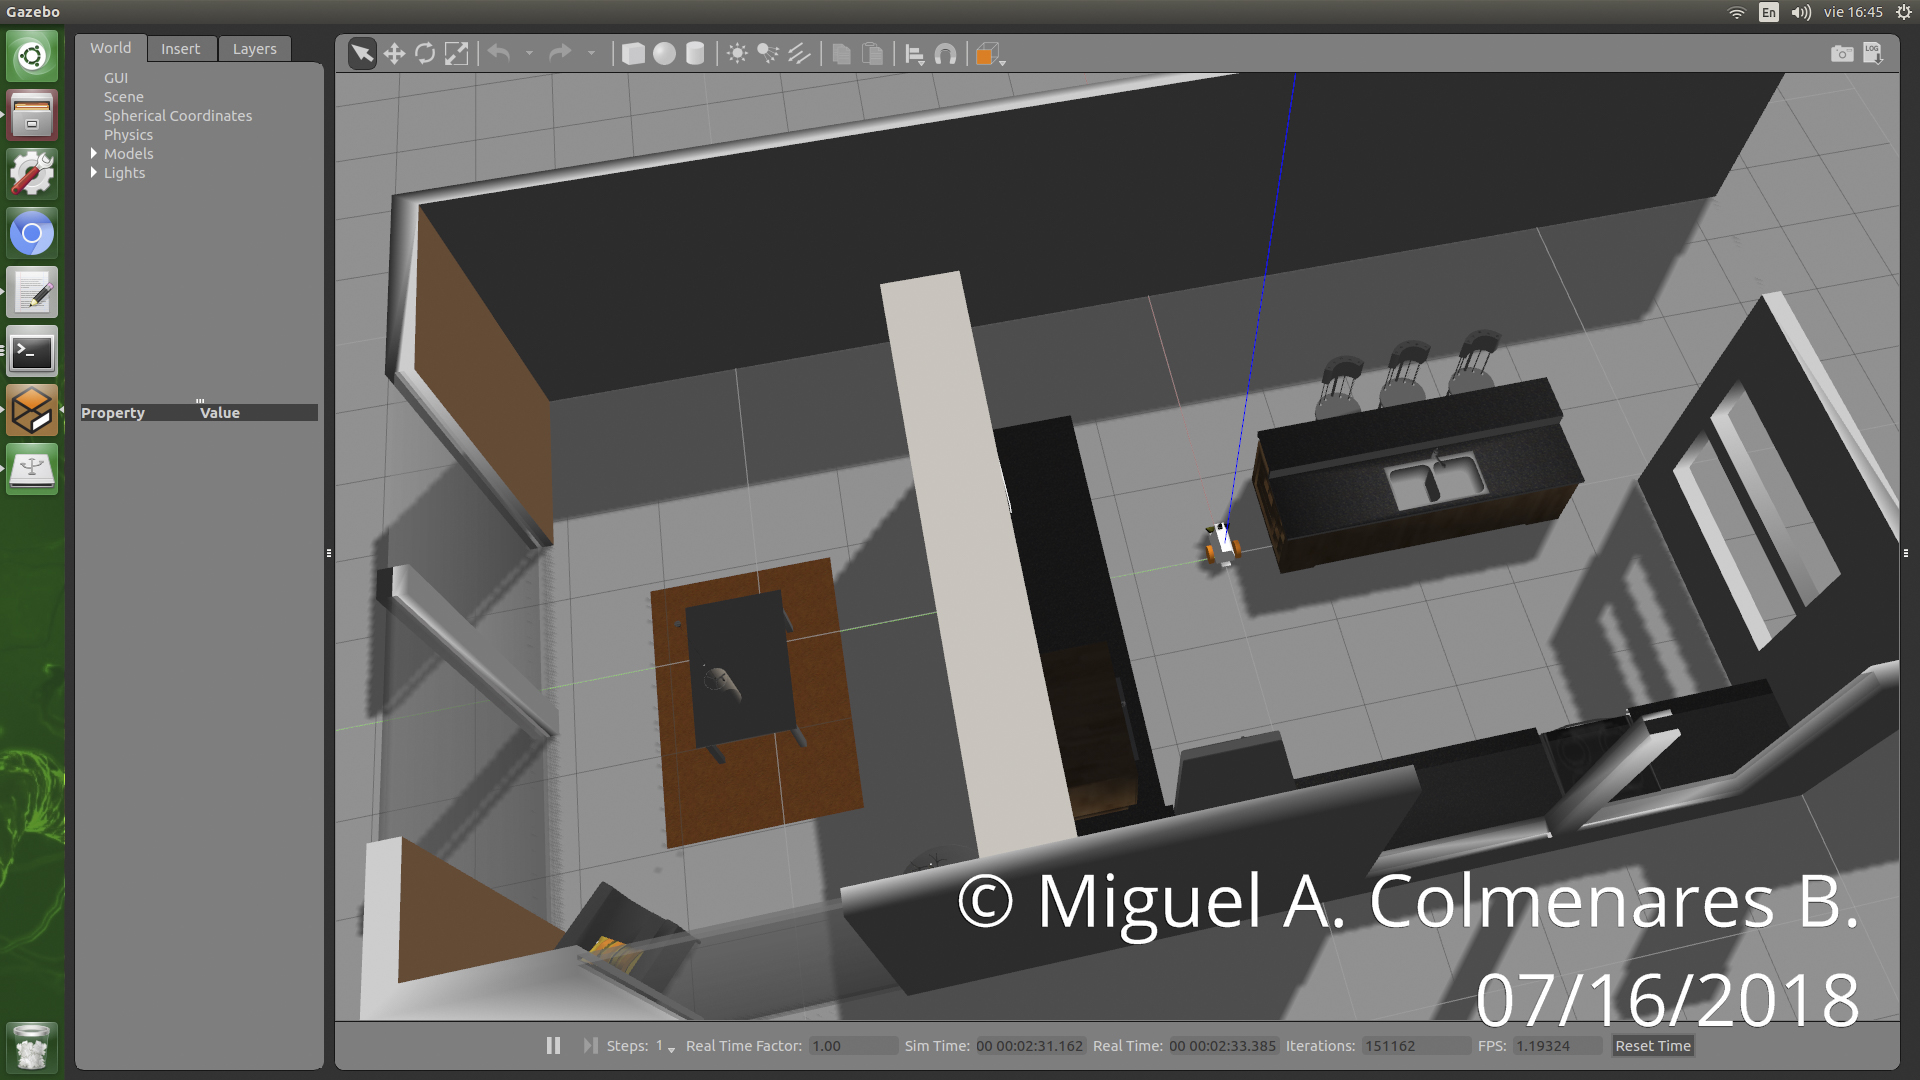 Gazebo
En
vie 16:45
World
Insert
Layers
GUI
Scene
Spherical Coordinates
Physics
Models
Lights
Property
Value
LOG
© Miguel A. Colmenares B.
07/16/2018
Steps: 1
Real Time Factor: 1.00
Sim Time: 00 00:02:31.162
Real Time: 00 00:02:33.385
Iterations: 151162
FPS: 1.19324
Reset Time